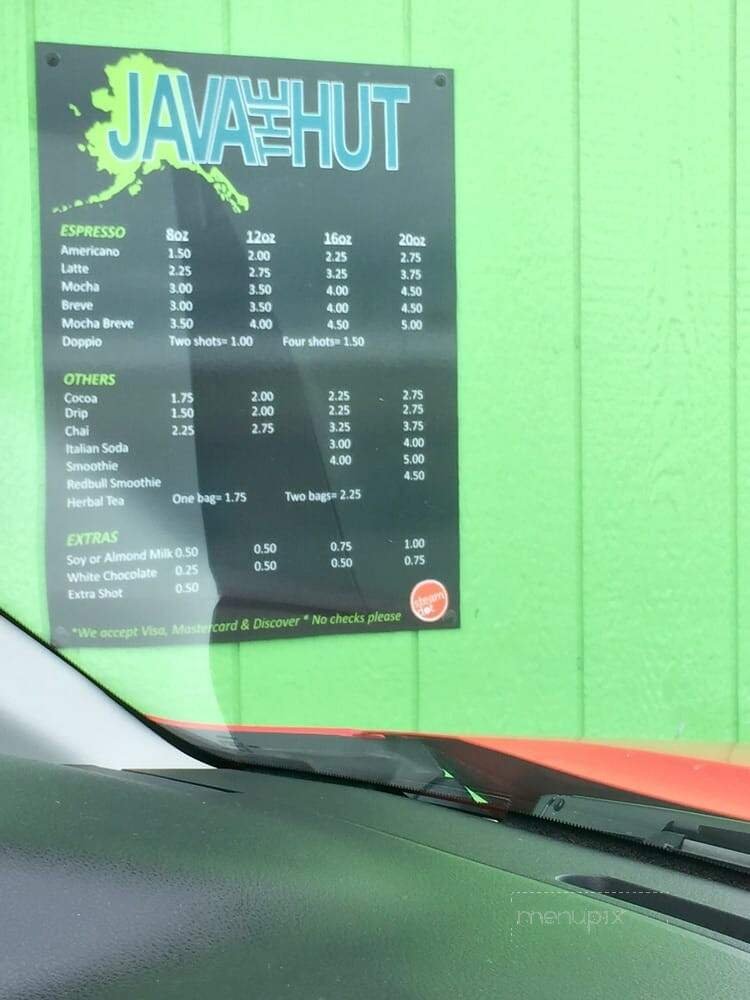 JAVA THE HUT
ESPRESSO 8oz 12oz 16oz 20oz
Americano 1.50 2.00 2.25 2.75
Latte 2.25 2.75 3.25 3.75
Mocha 3.00 3.50 4.00 4.50
Breve 3.00 3.50 4.00 4.50
Mocha Breve 3.50 4.00 4.50 5.00
Doppio Two shots= 1.00 Four shots= 1.50
OTHERS
Cocoa 1.75 2.00 2.25 2.75
Drip 1.50 2.00 2.25 2.75
Chai 2.25 2.75 3.25 3.75
Italian Soda 3.00 4.00
Smoothie 4.00 5.00
Redbull Smoothie 4.50
Herbal Tea One bag= 1.75 Two bags= 2.25
EXTRAS
Soy or Almond Milk 0.50 0.50 0.75 1.00
White Chocolate 0.25 0.50 0.50 0.75
Extra Shot 0.50
steam dot
*We accept Visa, Mastercard & Discover * No checks please
menupix